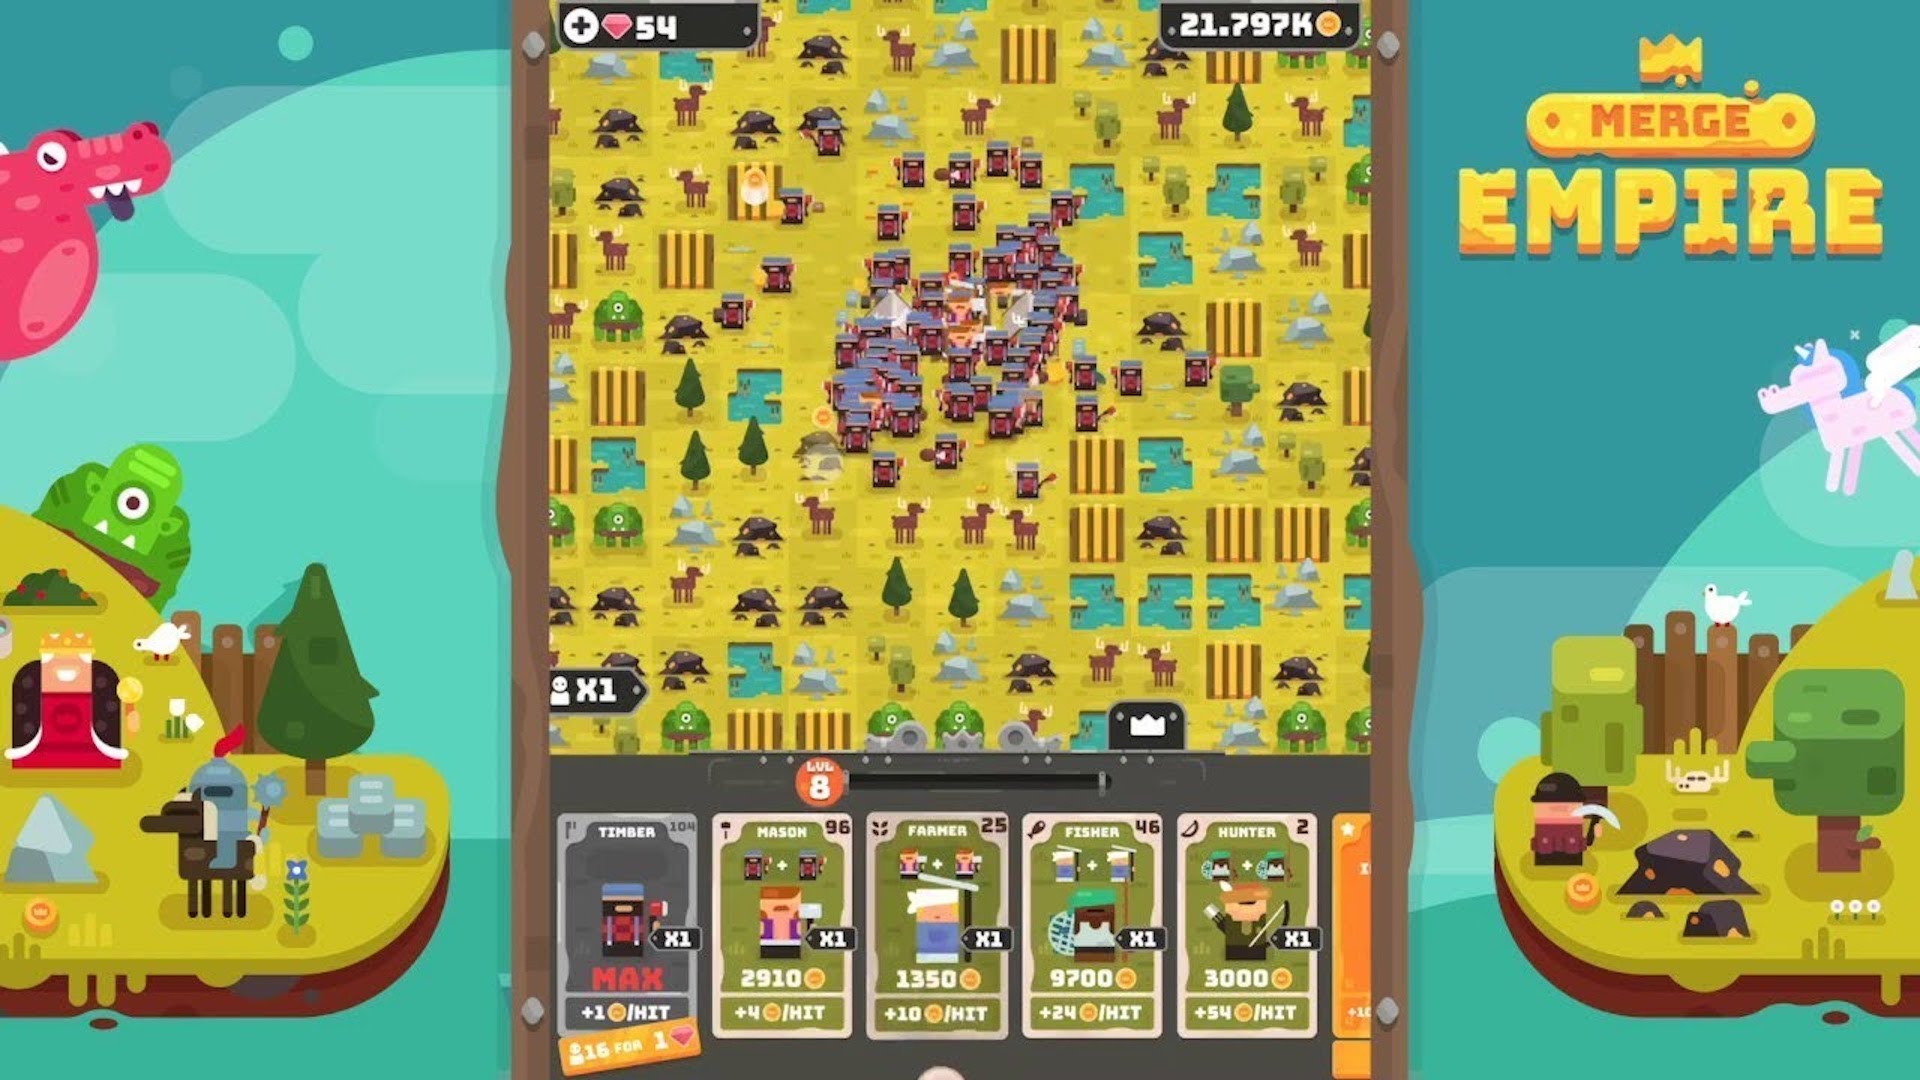 54
21.797K
MERGE
EMPIRE
X1
LVL
8
TIMBER 104
X1
MAX
+1/HIT
16 FOR 1
MASON 96
+
X1
2910
+4/HIT
FARMER 25
+
X1
1350
+10/HIT
FISHER 46
+
X1
9700
+24/HIT
HUNTER 2
+
X1
3000
+54/HIT
+10